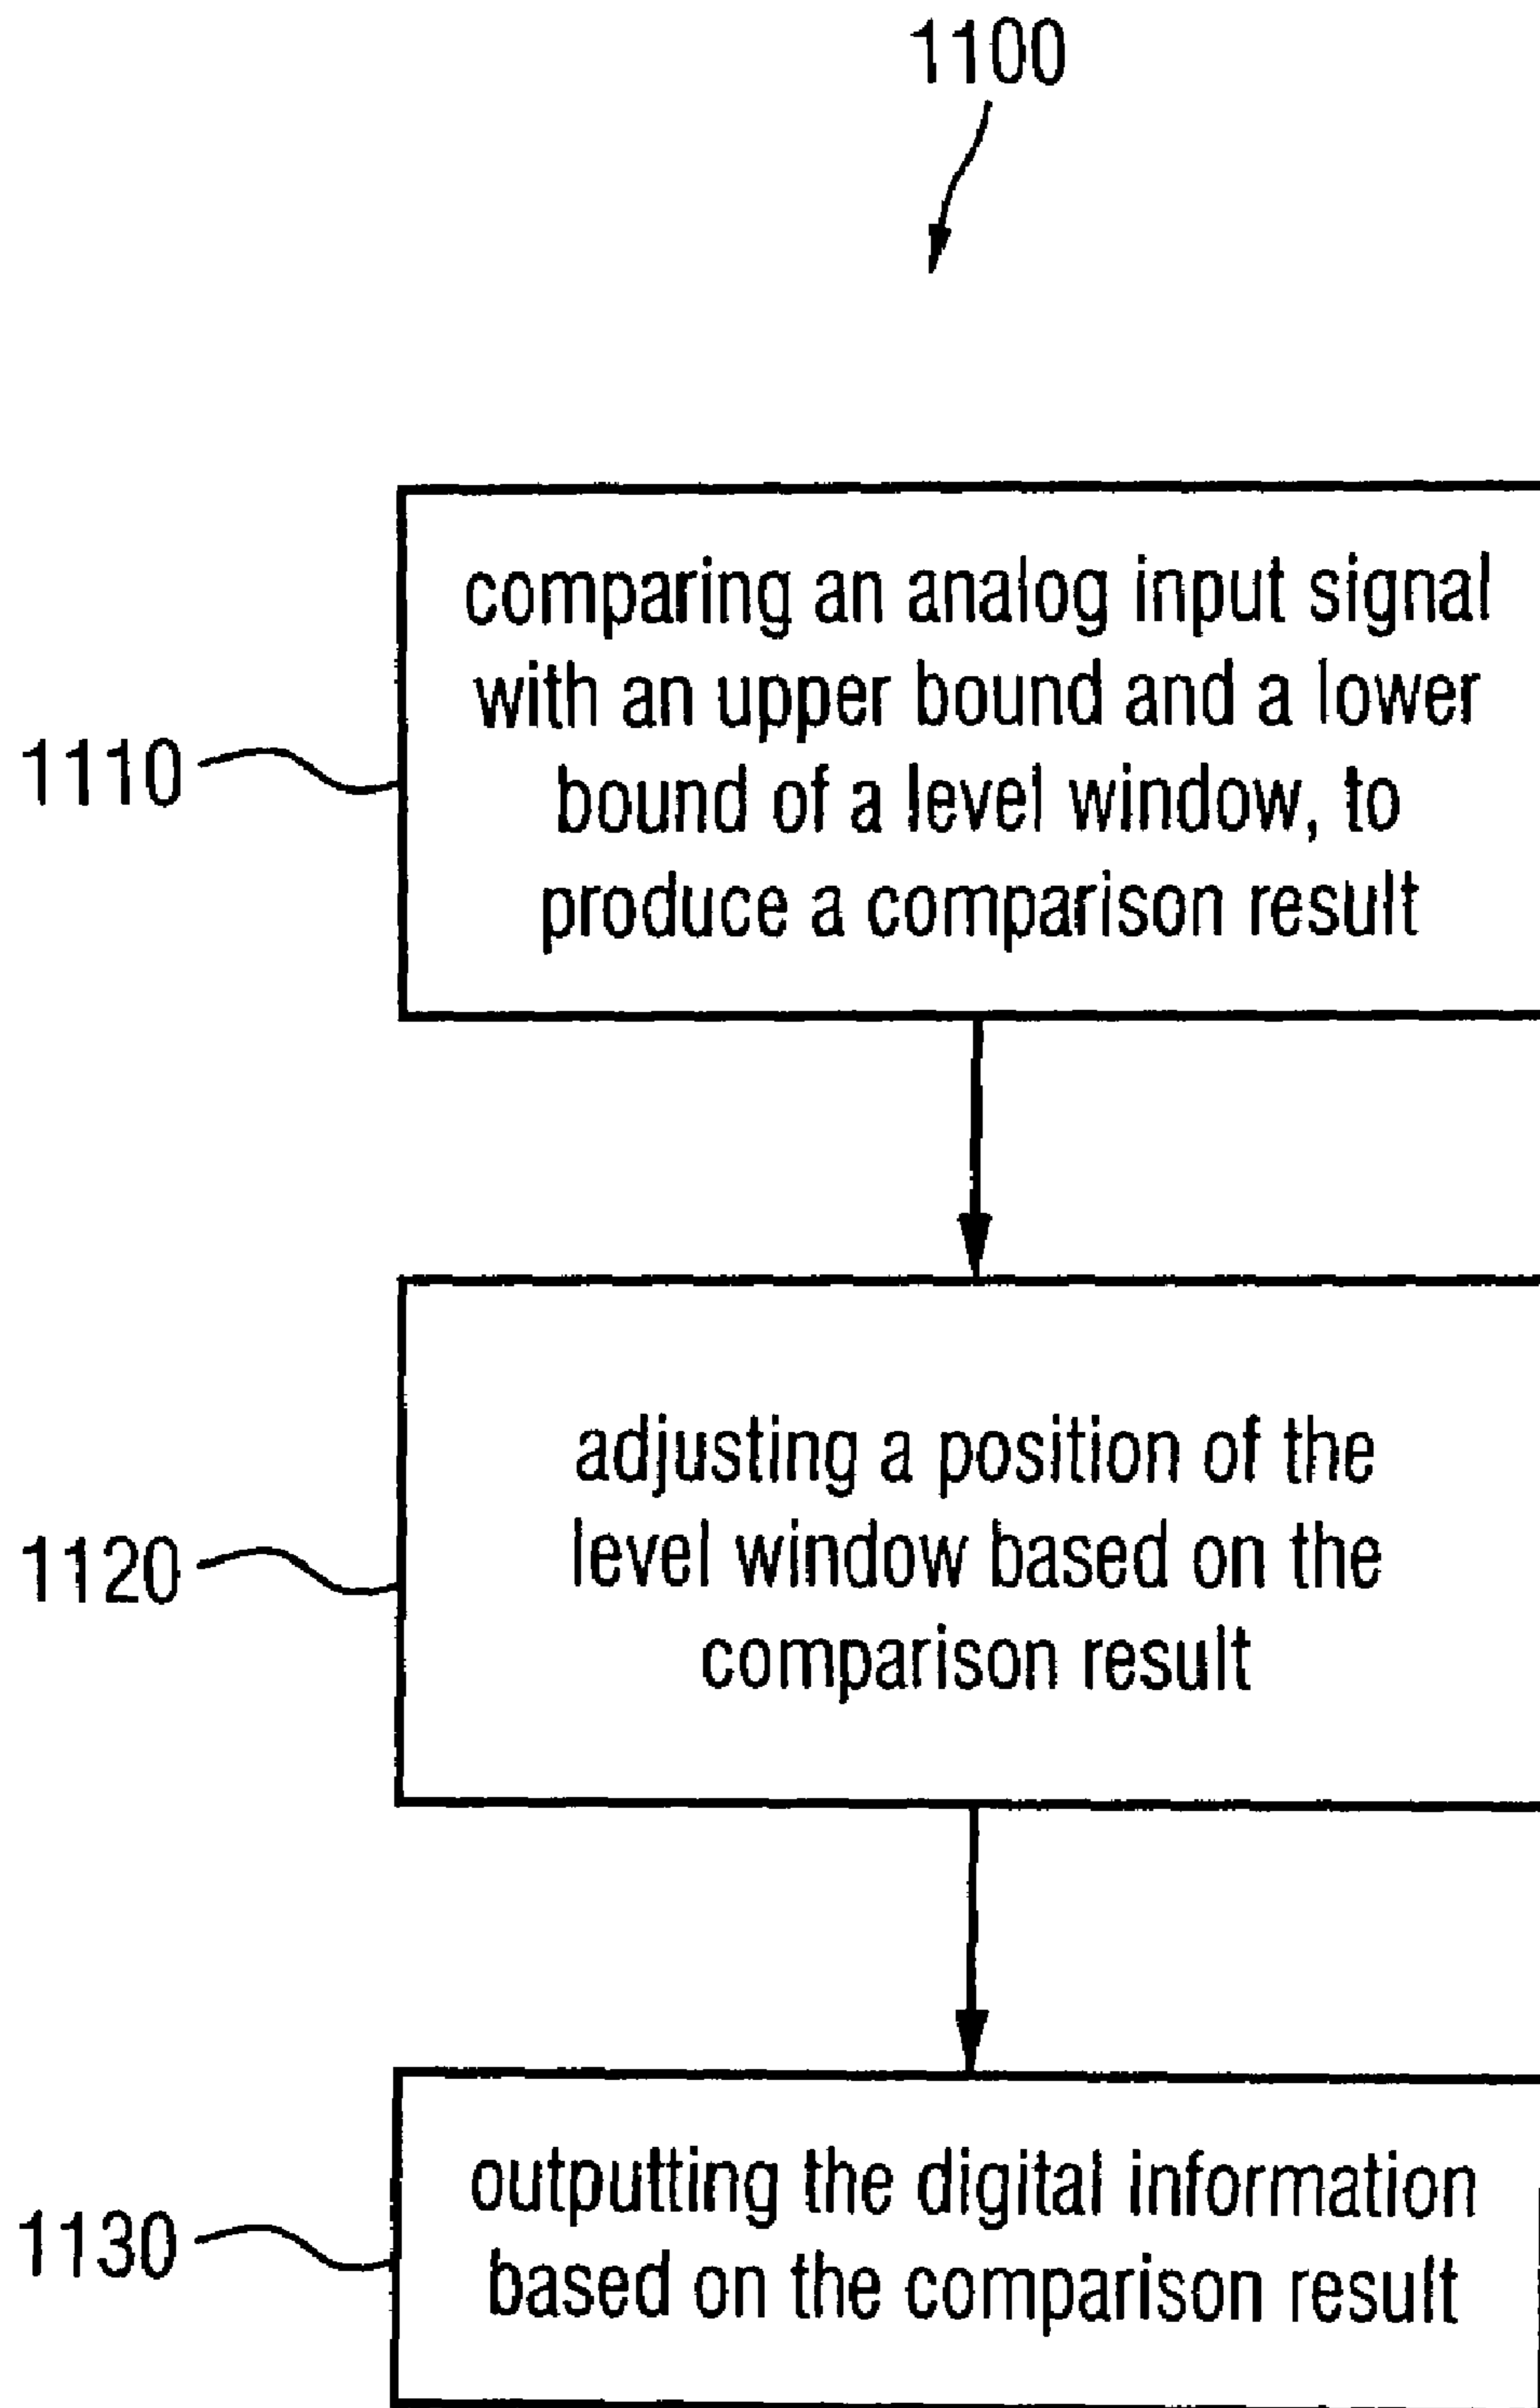 1100
comparing an analog input signal
with an upper bound and a lower
bound of a level window, to
produce a comparison result
1110
adjusting a position of the
level window based on the
comparison result
1120
outputting the digital information
based on the comparison result
1130